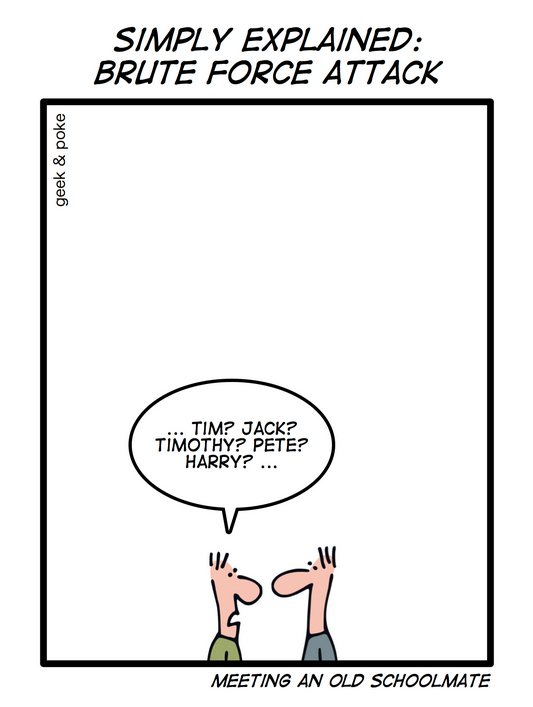 SIMPLY EXPLAINED:
BRUTE FORCE ATTACK
geek & poke
... TIM? JACK?
TIMOTHY? PETE?
HARRY? ...
MEETING AN OLD SCHOOLMATE